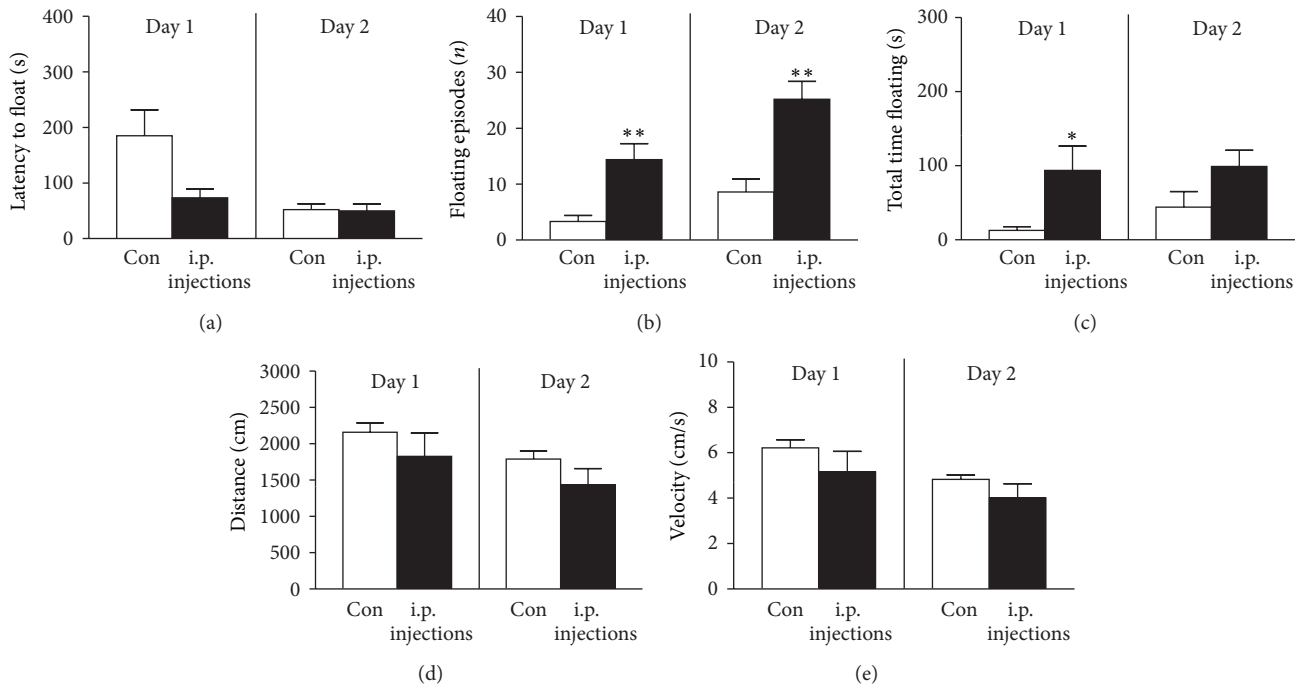 Latency to float (s)
400
300
200
100
0
Day 1
Day 2
Con
i.p.
injections
Con
i.p.
injections
(a)
Floating episodes (n)
40
30
20
10
0
Day 1
Day 2
**
**
Con
i.p.
injections
Con
i.p.
injections
(b)
Total time floating (s)
300
200
100
0
Day 1
Day 2
*
Con
i.p.
injections
Con
i.p.
injections
(c)
Distance (cm)
3000
2500
2000
1500
1000
500
0
Day 1
Day 2
Con
i.p.
injections
Con
i.p.
injections
(d)
Velocity (cm/s)
10
8
6
4
2
0
Day 1
Day 2
Con
i.p.
injections
Con
i.p.
injections
(e)